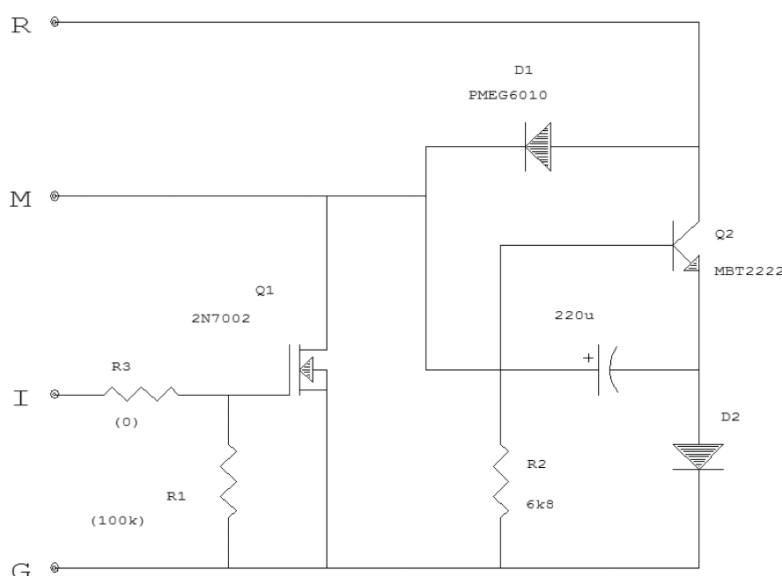 R
D1
PMEG6010
M
Q2
MBT2222
Q1
2N7002
220u
+
R3
I
(0)
D2
R2
R1
6k8
(100k)
G